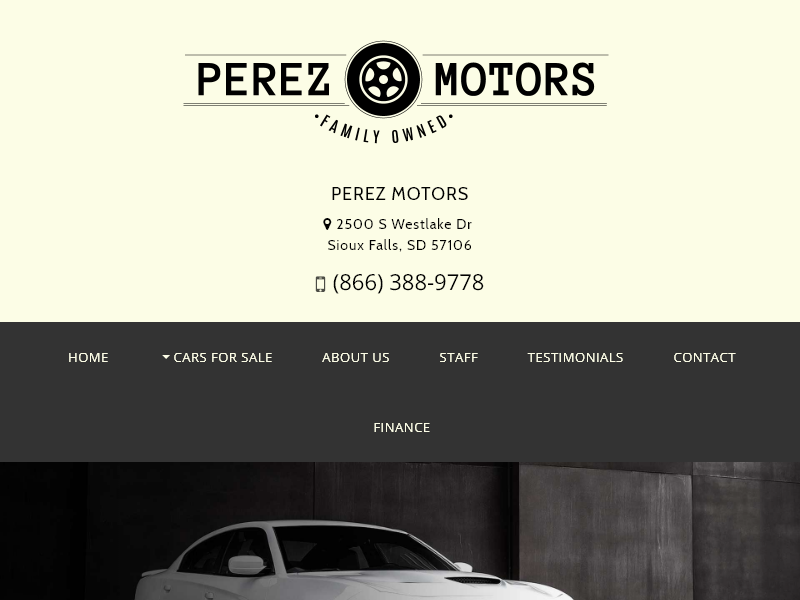 PEREZ MOTORS
•FAMILY OWNED•
PEREZ MOTORS
2500 S Westlake Dr
Sioux Falls, SD 57106
(866) 388-9778
HOME CARS FOR SALE ABOUT US STAFF TESTIMONIALS CONTACT
FINANCE